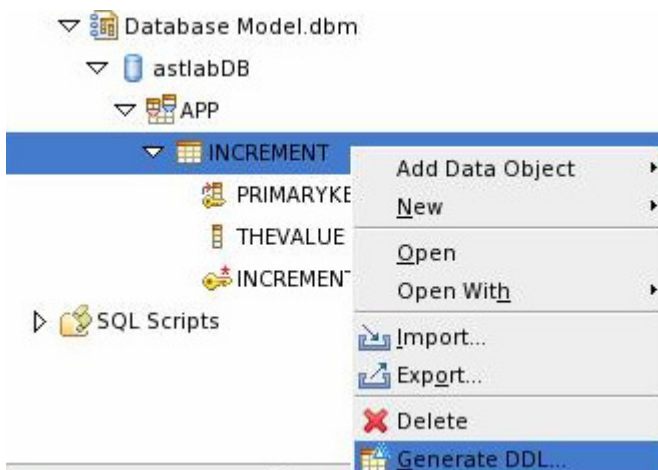 Database Model.dbm
astlabDB
APP
INCREMENT
PRIMARYKE
THEVALUE
INCREMENT
SQL Scripts
Add Data Object
New
Open
Open With
Import...
Export...
Delete
Generate DDL...